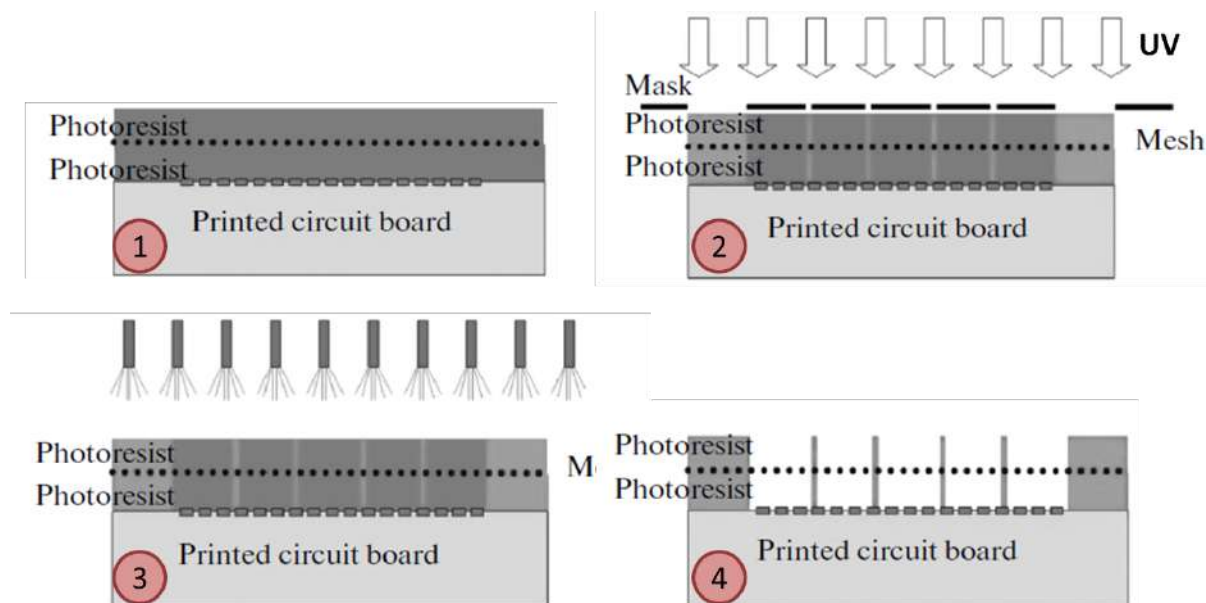 Photoresist
Photoresist
Printed circuit board
1
UV
Mask
Photoresist
Mesh
Photoresist
Printed circuit board
2
Photoresist
Photoresist
Printed circuit board
3
Photoresist
Photoresist
Printed circuit board
4